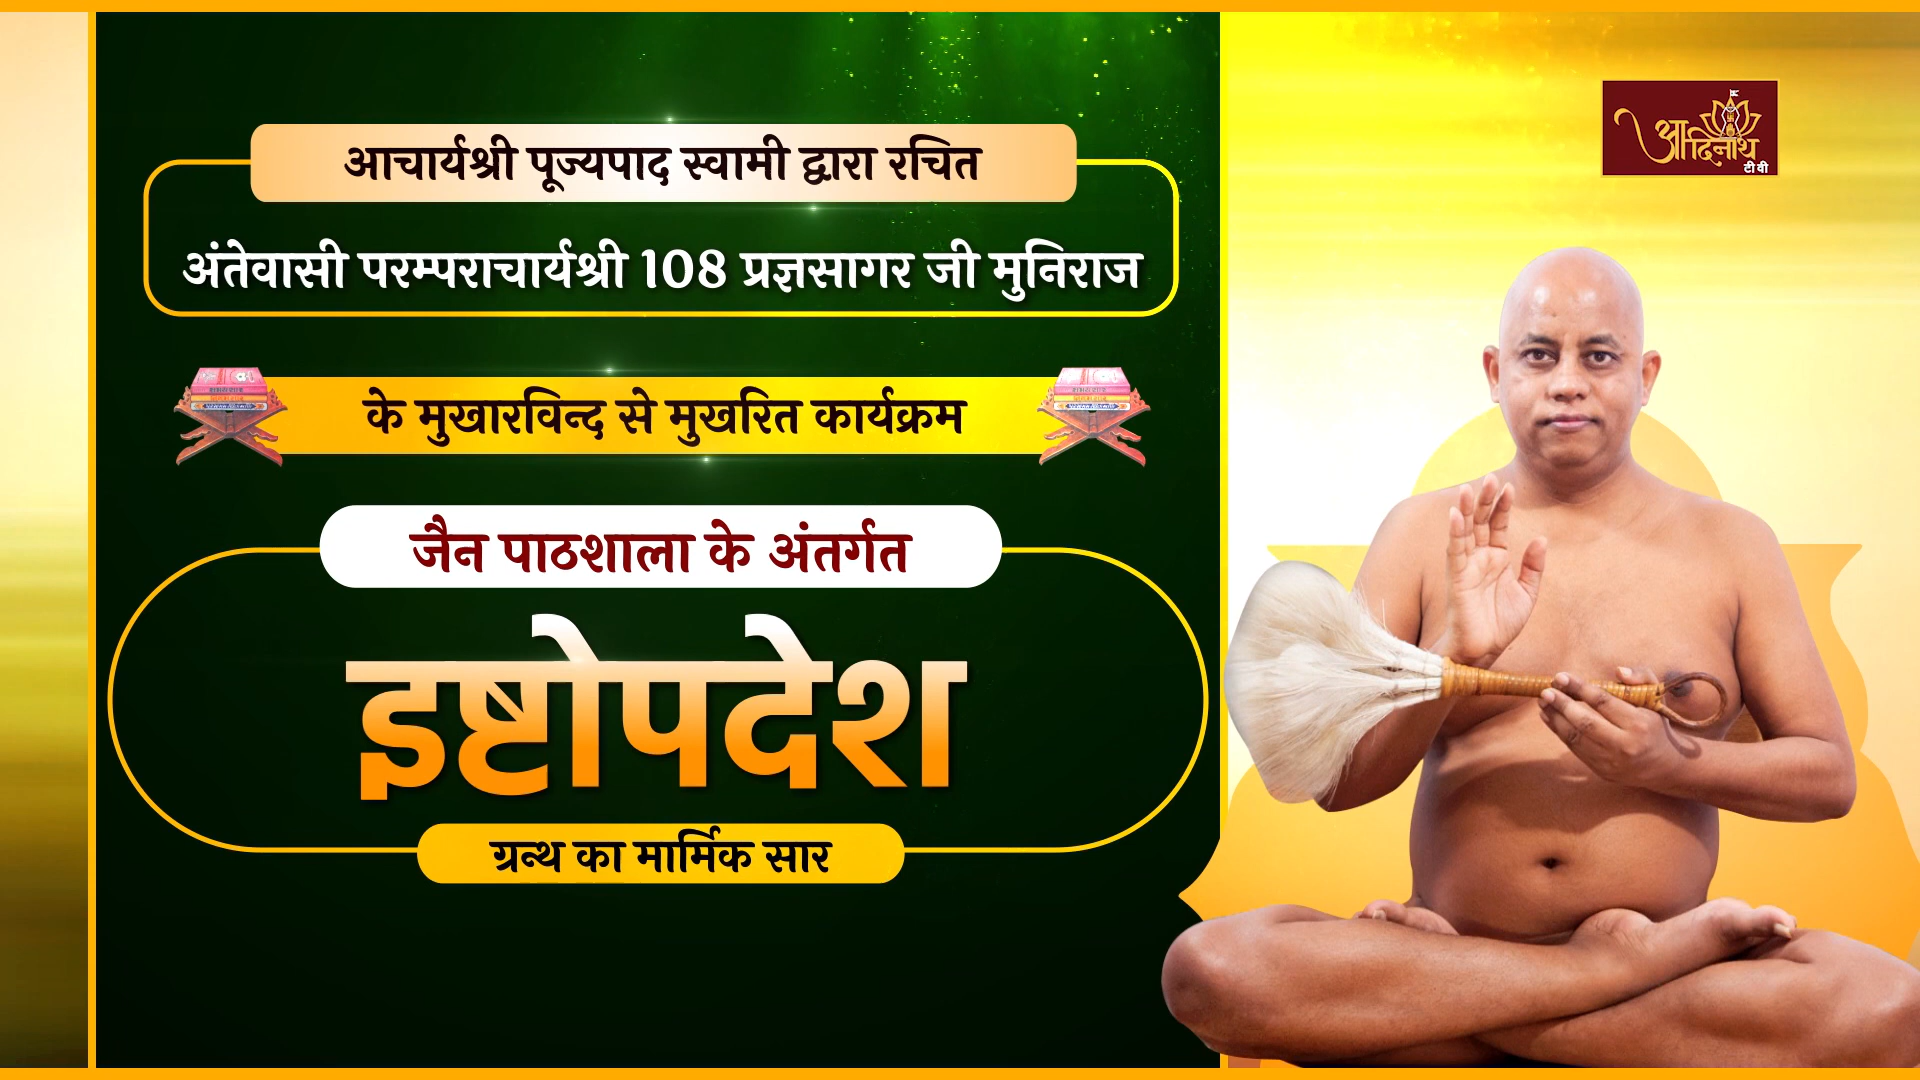 आचार्यश्री पूज्यपाद स्वामी द्वारा रचित
अंतेवासी परम्पराचार्यश्री 108 प्रज्ञसागर जी मुनिराज
के मुखारविन्द से मुखरित कार्यक्रम
जैन पाठशाला के अंतर्गत
इष्टोपदेश
ग्रन्थ का मार्मिक सार
आदिनाथ
टी वी